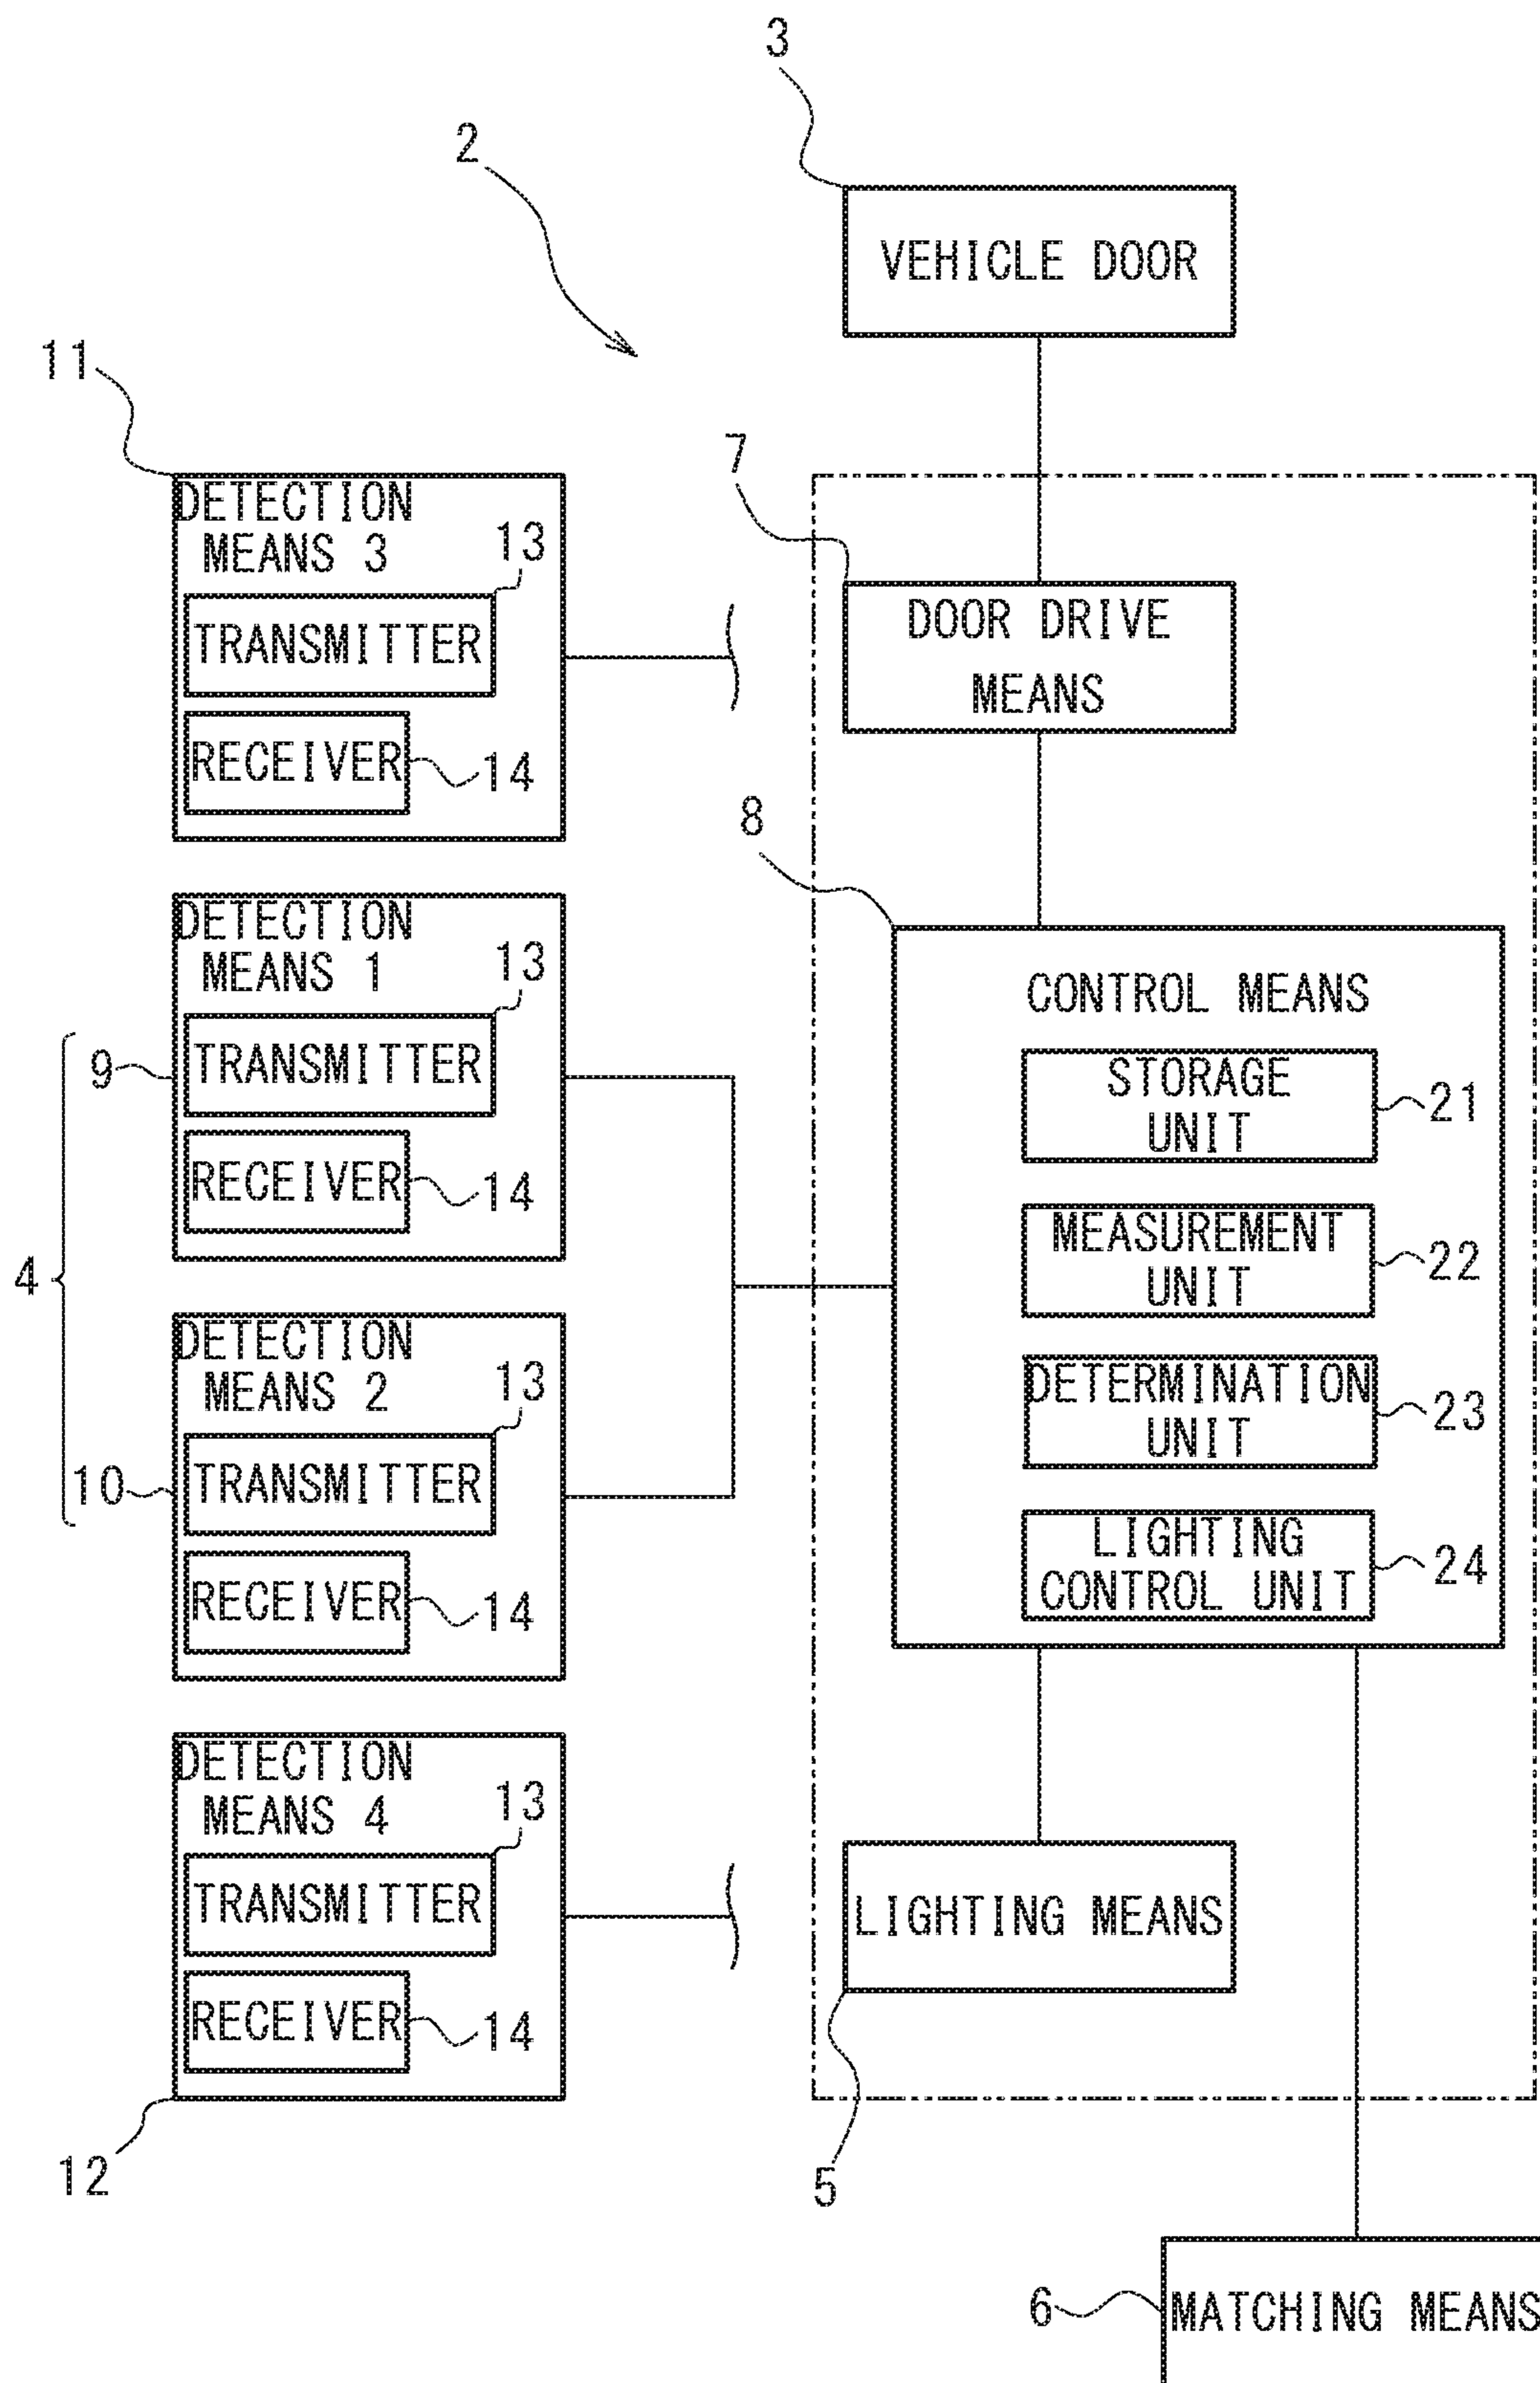 3
2
VEHICLE DOOR
11
7
DETECTION
MEANS 3
13
TRANSMITTER
RECEIVER
14
DOOR DRIVE
MEANS
8
DETECTION
MEANS 1
13
9
TRANSMITTER
RECEIVER
14
4
DETECTION
MEANS 2
13
10
TRANSMITTER
RECEIVER
14
CONTROL MEANS
STORAGE
UNIT
21
MEASUREMENT
UNIT
22
DETERMINATION
UNIT
23
LIGHTING
CONTROL UNIT
24
DETECTION
MEANS 4
13
TRANSMITTER
RECEIVER
14
12
LIGHTING MEANS
5
6
MATCHING MEANS